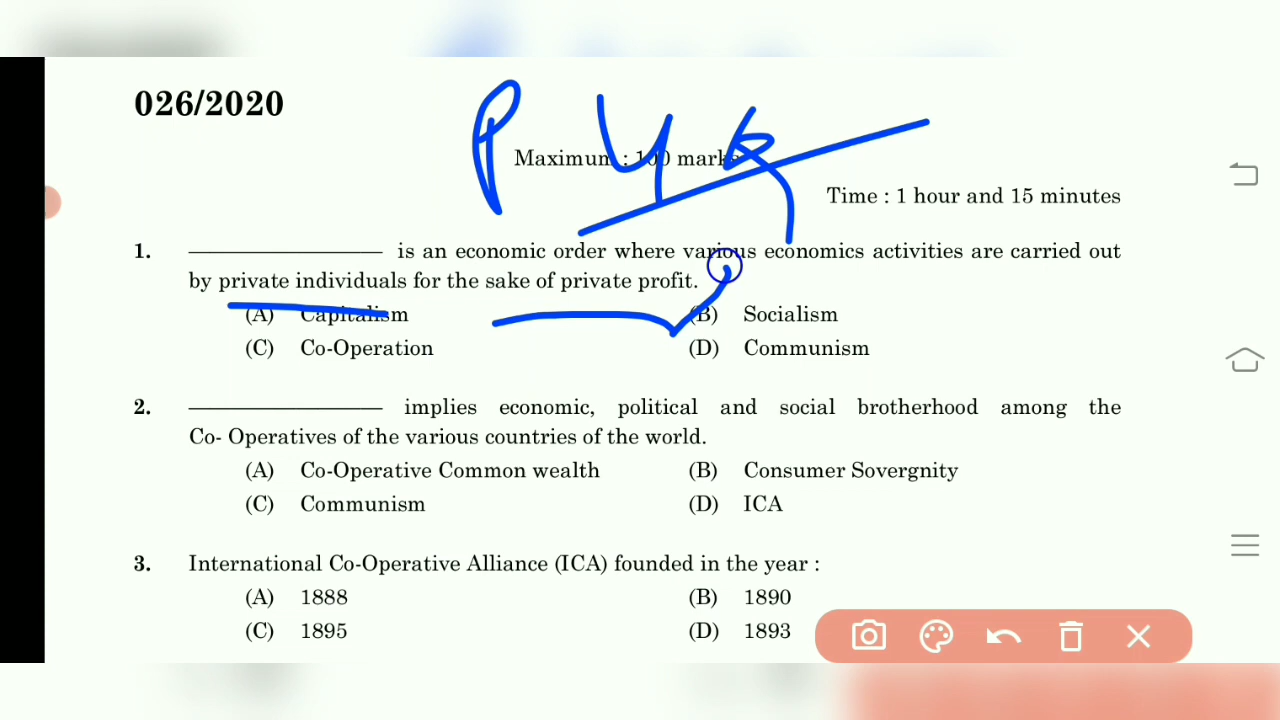 026/2020
Maximum : 100 marks
Time : 1 hour and 15 minutes
1. ________ is an economic order where various economics activities are carried out
by private individuals for the sake of private profit.
(A) Capitalism (B) Socialism
(C) Co-Operation (D) Communism
2. ________ implies economic, political and social brotherhood among the
Co- Operatives of the various countries of the world.
(A) Co-Operative Common wealth (B) Consumer Sovergnity
(C) Communism (D) ICA
3. International Co-Operative Alliance (ICA) founded in the year :
(A) 1888 (B) 1890
(C) 1895 (D) 1893